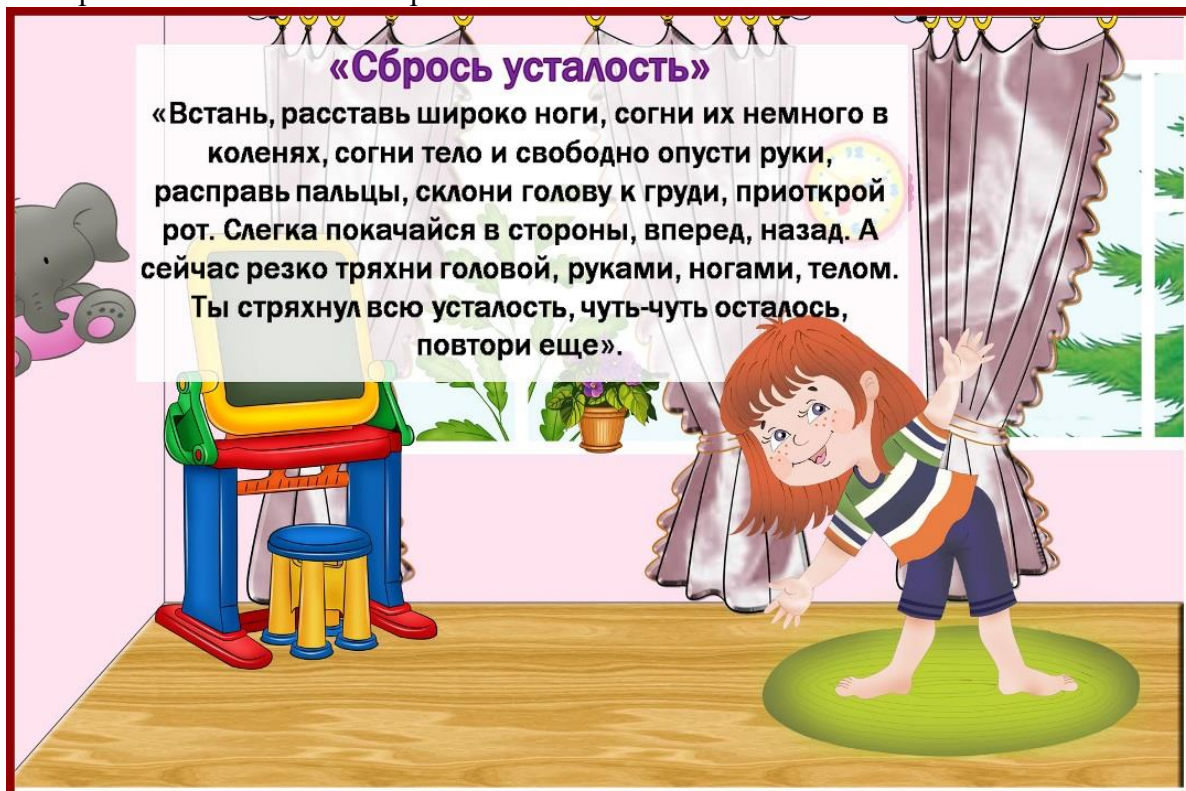 «Сбрось усталость»
«Встань, расставь широко ноги, согни их немного в
коленях, согни тело и свободно опусти руки,
расправь пальцы, склони голову к груди, приоткрой
рот. Слегка покачайся в стороны, вперед, назад. А
сейчас резко тряхни головой, руками, ногами, телом.
Ты стряхнул всю усталость, чуть-чуть осталось,
повтори еще».